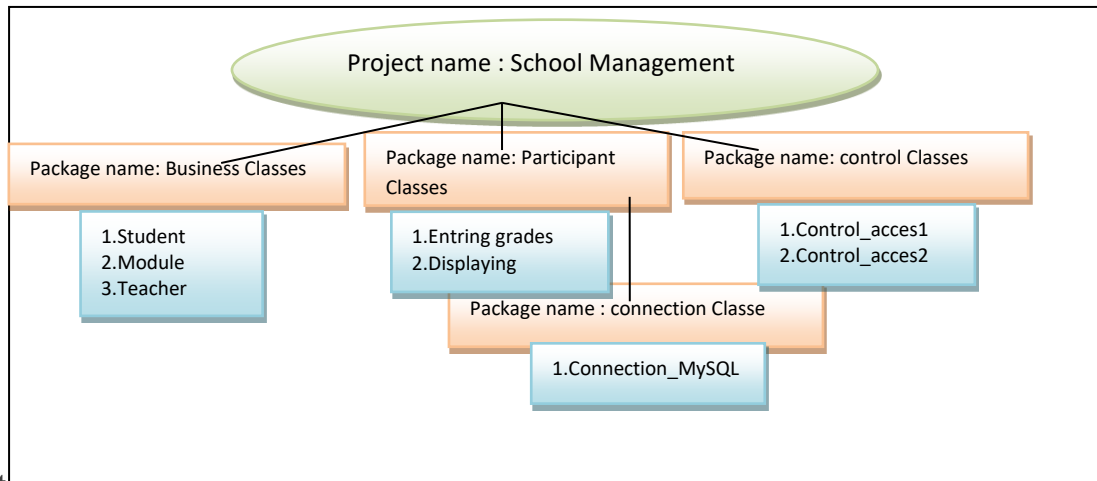 Project name : School Management
Package name: Business Classes
1.Student
2.Module
3.Teacher
Package name: Participant
Classes
1.Entring grades
2.Displaying
Package name: control Classes
1.Control_acces1
2.Control_acces2
Package name : connection Classe
1.Connection_MySQL